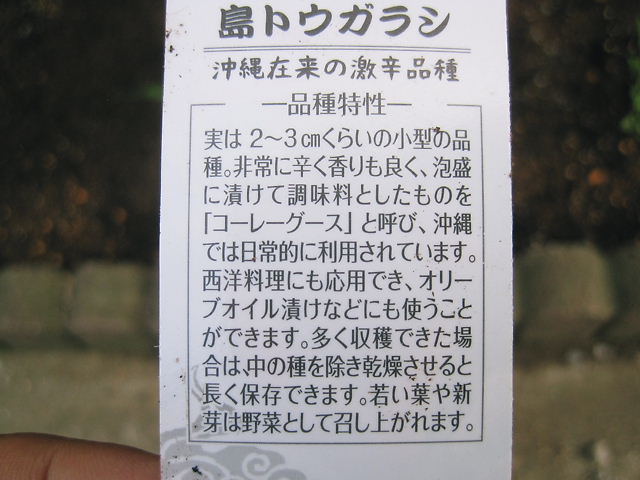 島トウガラシ
沖縄在来の激辛品種
品種特性
実は2～3cmくらいの小型の品
種。非常に辛く香りも良く、泡盛
に漬けて調味料としたものを
「コーレーグース」と呼び、沖縄
では日常的に利用されています。
西洋料理にも応用でき、オリー
ブオイル漬けなどにも使うこと
ができます。多く収穫できた場
合は、中の種を除き乾燥させると
長く保存できます。若い葉や新
芽は野菜として召し上がれます。